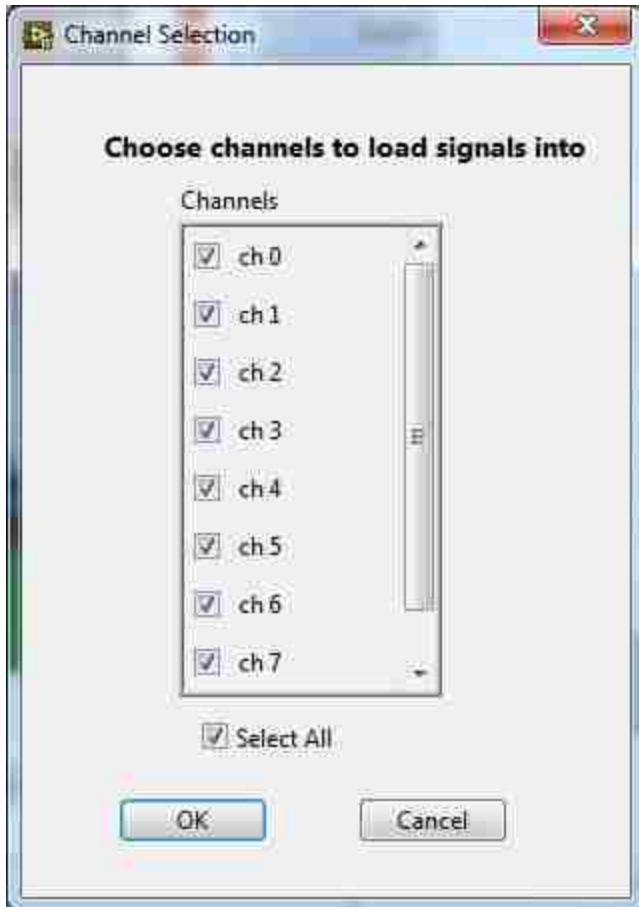 Channel Selection
Choose channels to load signals into
Channels
ch 0
ch 1
ch 2
ch 3
ch 4
ch 5
ch 6
ch 7
Select All
OK
Cancel